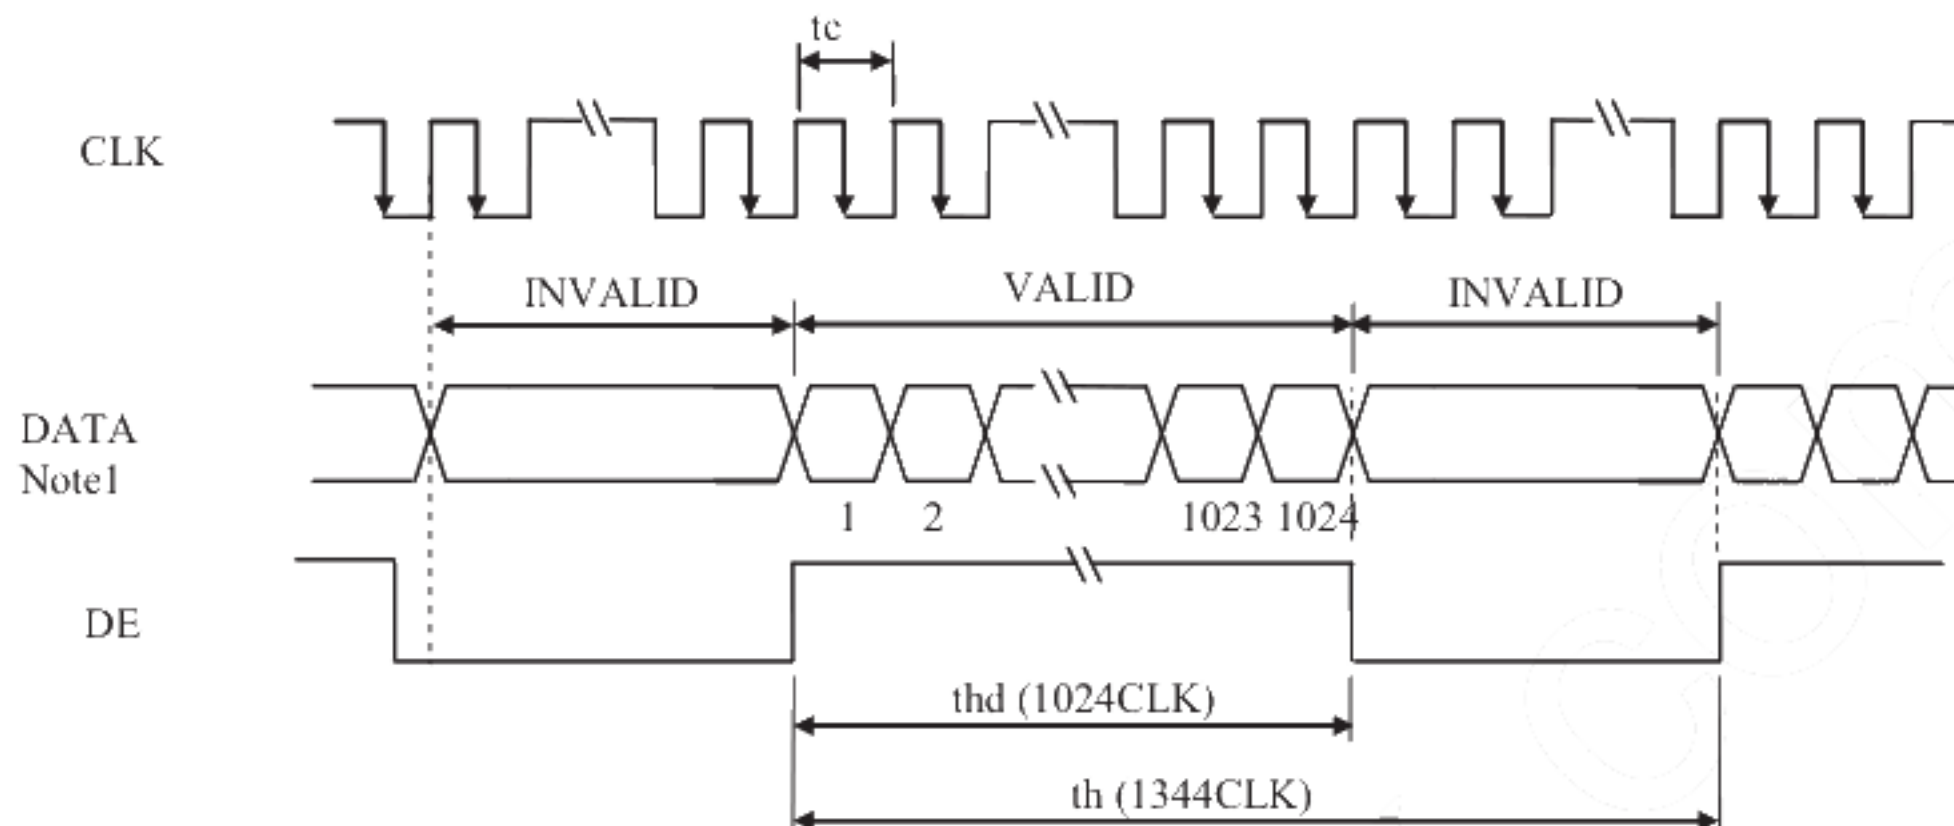 tc
CLK
INVALID VALID INVALID
DATA
Note1
1 2 1023 1024
DE
thd (1024CLK)
th (1344CLK)